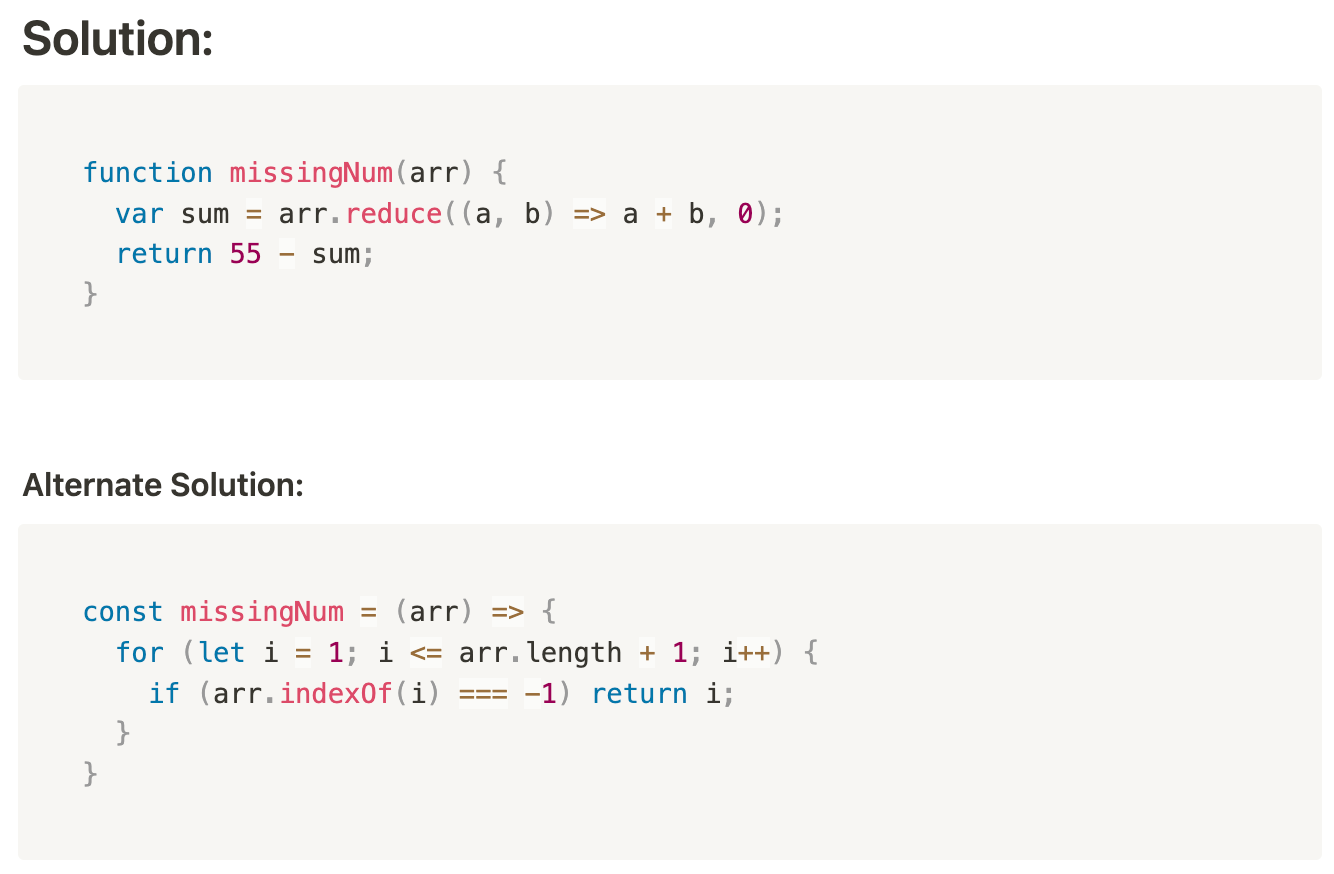 Solution:
function missingNum(arr) {
  var sum = arr.reduce((a, b) => a + b, 0);
  return 55 - sum;
}
Alternate Solution:
const missingNum = (arr) => {
  for (let i = 1; i <= arr.length + 1; i++) {
    if (arr.indexOf(i) === -1) return i;
  }
}